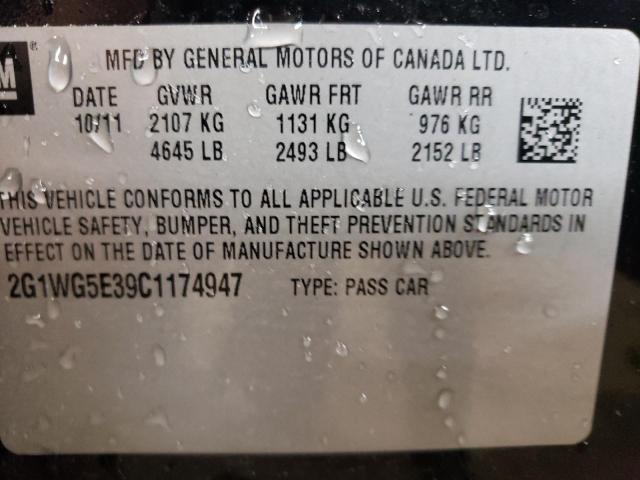 M ®
MFD BY GENERAL MOTORS OF CANADA LTD.
DATE GVWR GAWR FRT GAWR RR
10/11 2107 KG 1131 KG 976 KG
4645 LB 2493 LB 2152 LB
THIS VEHICLE CONFORMS TO ALL APPLICABLE U.S. FEDERAL MOTOR
VEHICLE SAFETY, BUMPER, AND THEFT PREVENTION STANDARDS IN
EFFECT ON THE DATE OF MANUFACTURE SHOWN ABOVE.
2G1WG5E39C1174947 TYPE: PASS CAR